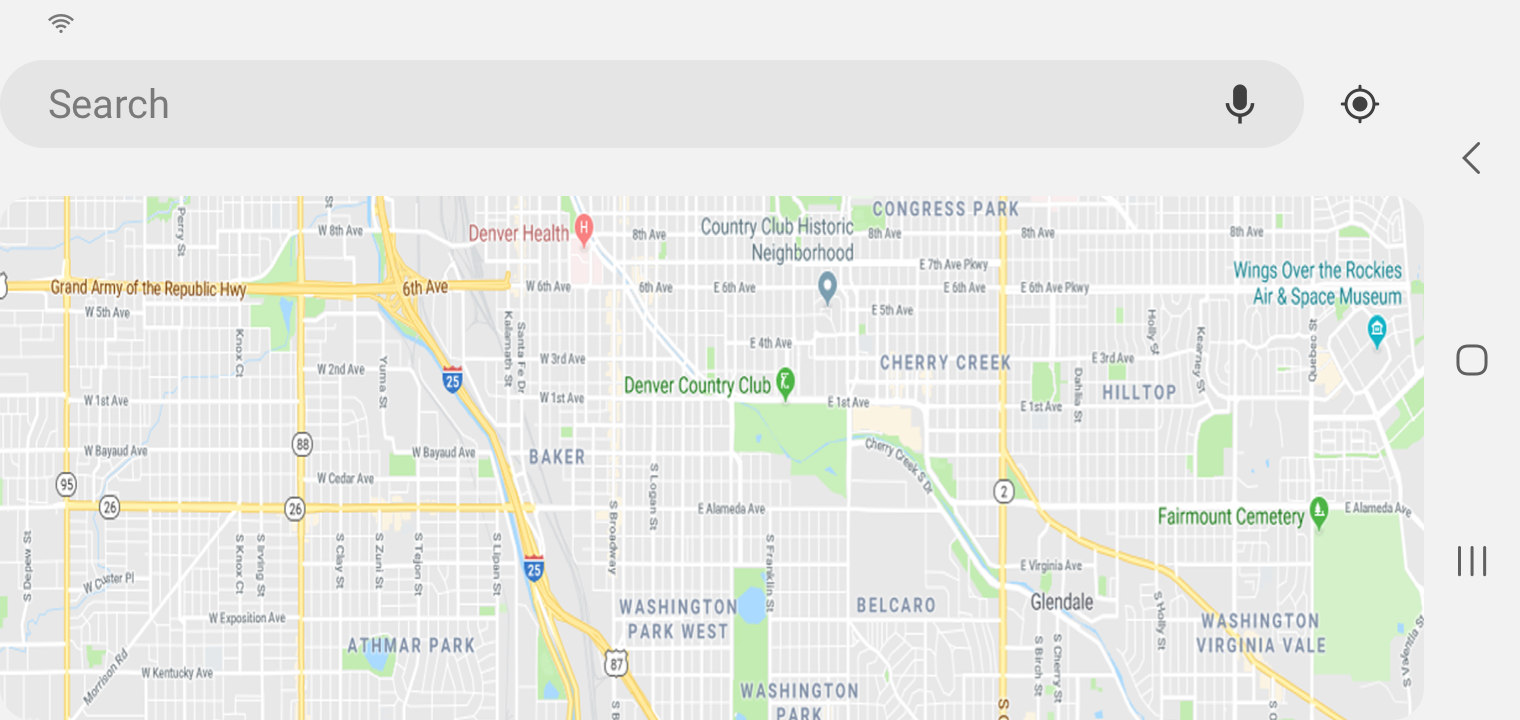 Search
CONGRESS PARK
Perry St
St
W 8th Ave
Denver Health
H
8th Ave
Country Club Historic
Neighborhood
8th Ave
8th Ave
8th Ave
E 7th Ave Pkwy
Wings Over the Rockies
Air & Space Museum
Grand Army of the Republic Hwy
6th Ave
W 6th Ave
6th Ave
E 6th Ave
E 6th Ave
E 6th Ave Pkwy
W 5th Ave
E 5th Ave
Knox Ct
Kalamath St
Santa Fe Dr
E 4th Ave
Holly St
Kearney St
Quebec St
W 2nd Ave
Yuma St
25
W 3rd Ave
CHERRY CREEK
E 3rd Ave
Denver Country Club
Dahlia St
HILLTOP
W 1st Ave
W 1st Ave
E 1st Ave
E 1st Ave
88
W Bayaud Ave
W Bayaud Ave
BAKER
Cherry Creek S Dr
95
W Cedar Ave
S Logan St
2
26
26
S Broadway
E Alameda Ave
Fairmount Cemetery
E Alameda Ave
S Depew St
S Knox Ct
S Irving St
S Clay St
S Zuni St
S Tejon St
S Lipan St
25
S Franklin St
E Virginia Ave
W Custer Pl
WASHINGTON
PARK WEST
BELCARO
Glendale
S Holly St
WASHINGTON
VIRGINIA VALE
W Exposition Ave
ATHMAR PARK
S Birch St
S Cherry St
Morrison Rd
W Kentucky Ave
87
WASHINGTON
PARK
S B
S C